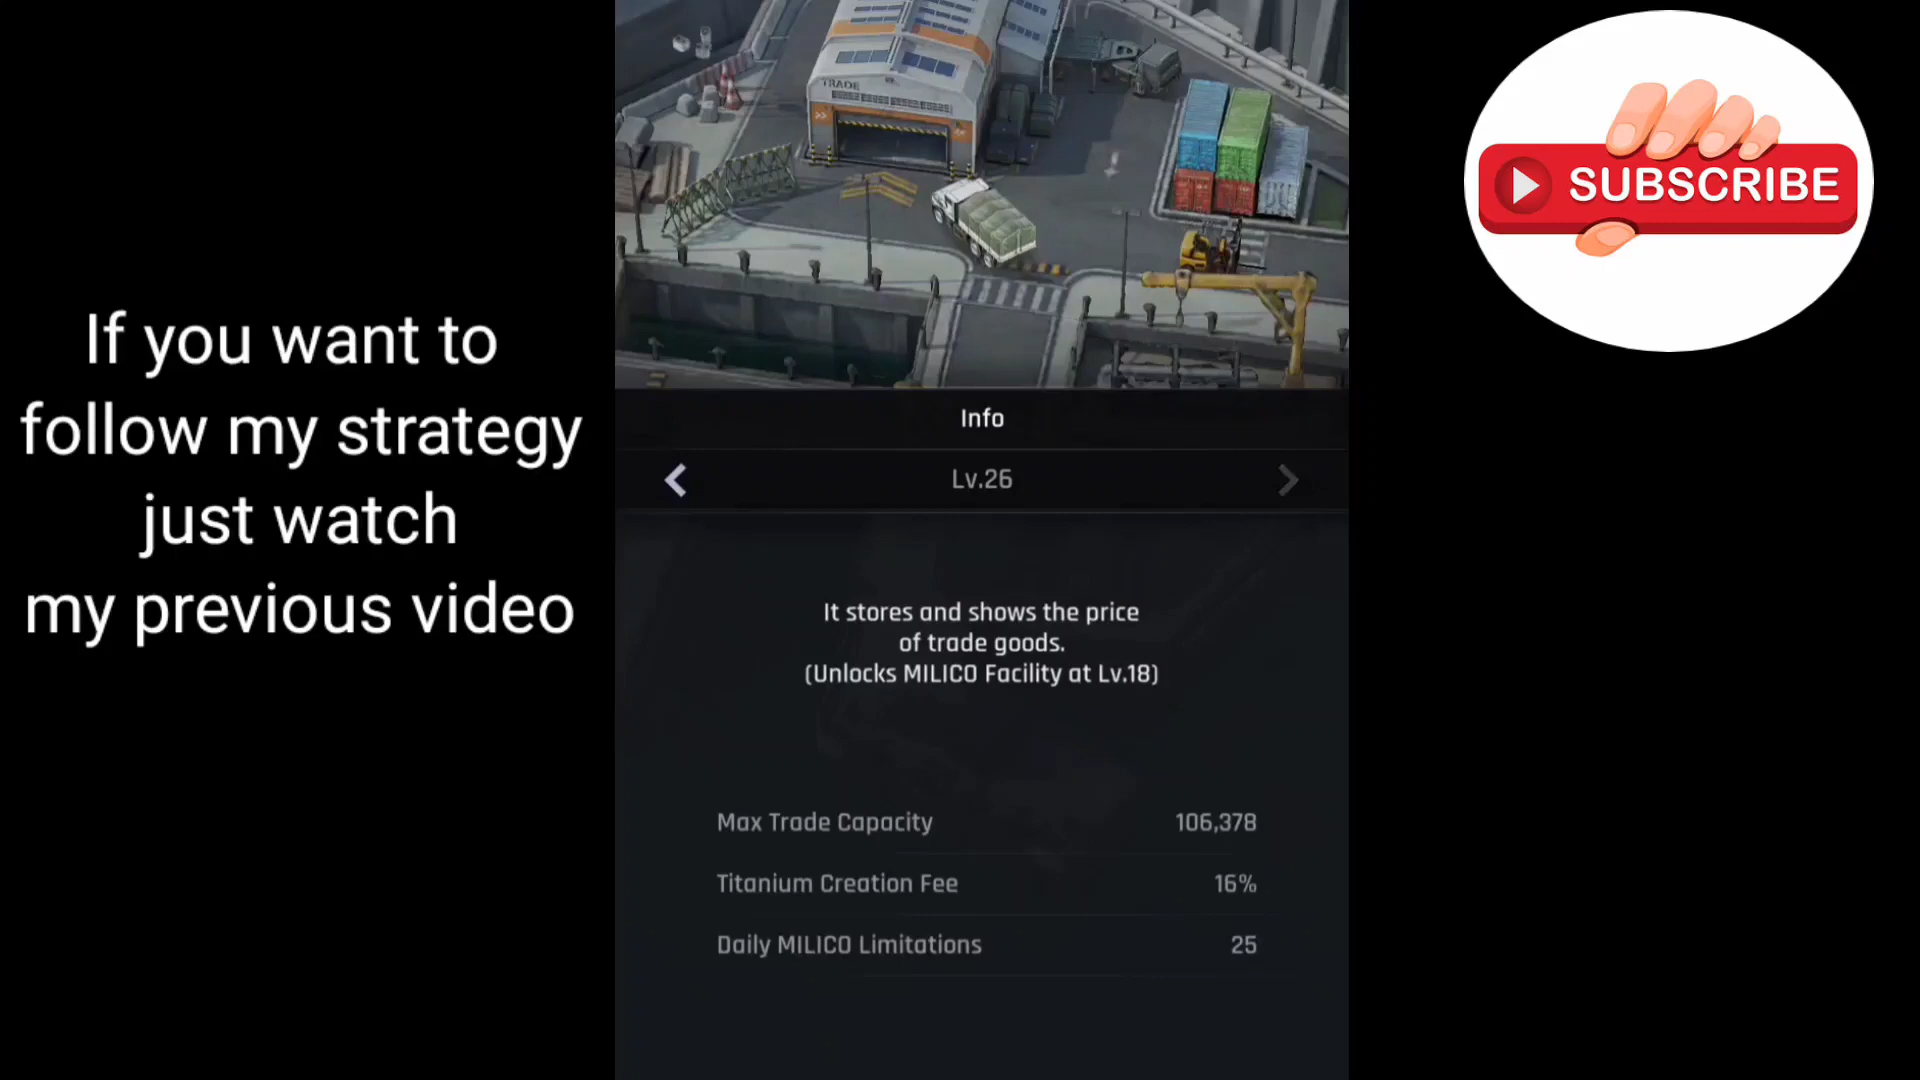 If you want to
follow my strategy
just watch
my previous video
TRADE
SUBSCRIBE
Info
Lv.26
It stores and shows the price
of trade goods.
(Unlocks MILICO Facility at Lv.18)
Max Trade Capacity 106,378
Titanium Creation Fee 16%
Daily MILICO Limitations 25